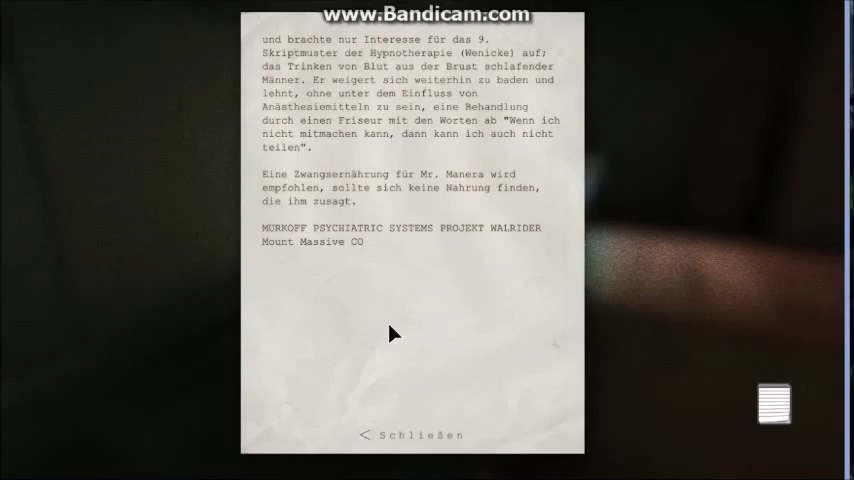 www.Bandicam.com
und brachte nur Interesse für das 9.
Skriptmuster der Hypnotherapie (Wenicke) auf;
das Trinken von Blut aus der Brust schlafender
Männer. Er weigert sich weiterhin zu baden und
lehnt, ohne unter dem Einfluss von
Anästhesiemitteln zu sein, eine Behandlung
durch einen Friseur mit den Worten ab "Wenn ich
nicht mitmachen kann, dann kann ich auch nicht
teilen".
Eine Zwangsernährung für Mr. Manera wird
empfohlen, sollte sich keine Nahrung finden,
die ihm zusagt.
MURKOFF PSYCHIATRIC SYSTEMS PROJEKT WALRIDER
Mount Massive CO
< Schließen